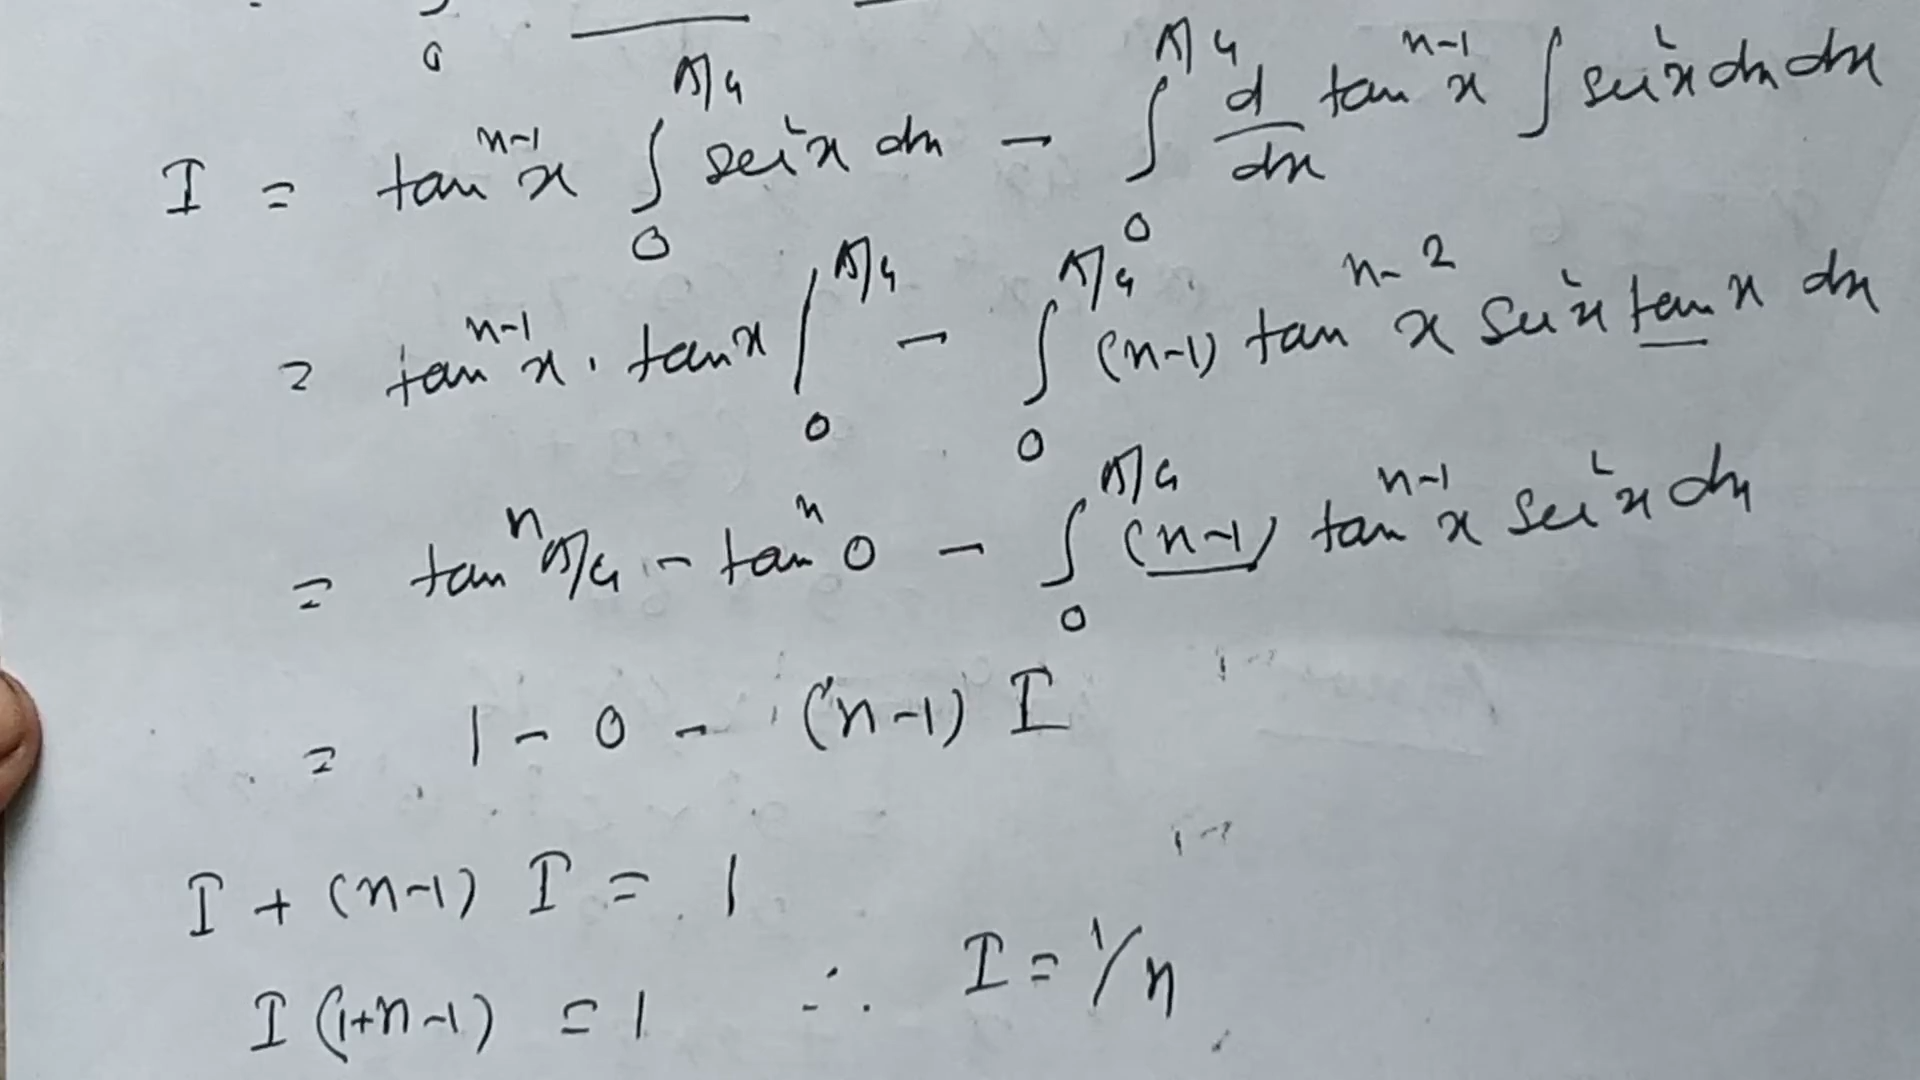 0
I = tan^{n-1} x ∫_0^{π/4} sec²x dx - ∫_0^{π/4} d/dx tan^{n-1} x ∫ sec²x dx dx
= tan^{n-1} x . tan x |_0^{π/4} - ∫_0^{π/4} (n-1) tan^{n-2} x sec²x tan x dx
= tan^n π/4 - tan^n 0 - ∫_0^{π/4} (n-1) tan^{n-1} x sec²x dx
= 1 - 0 - (n-1) I
I + (n-1) I = 1
I (1+n-1) = 1 ∴ I = 1/n